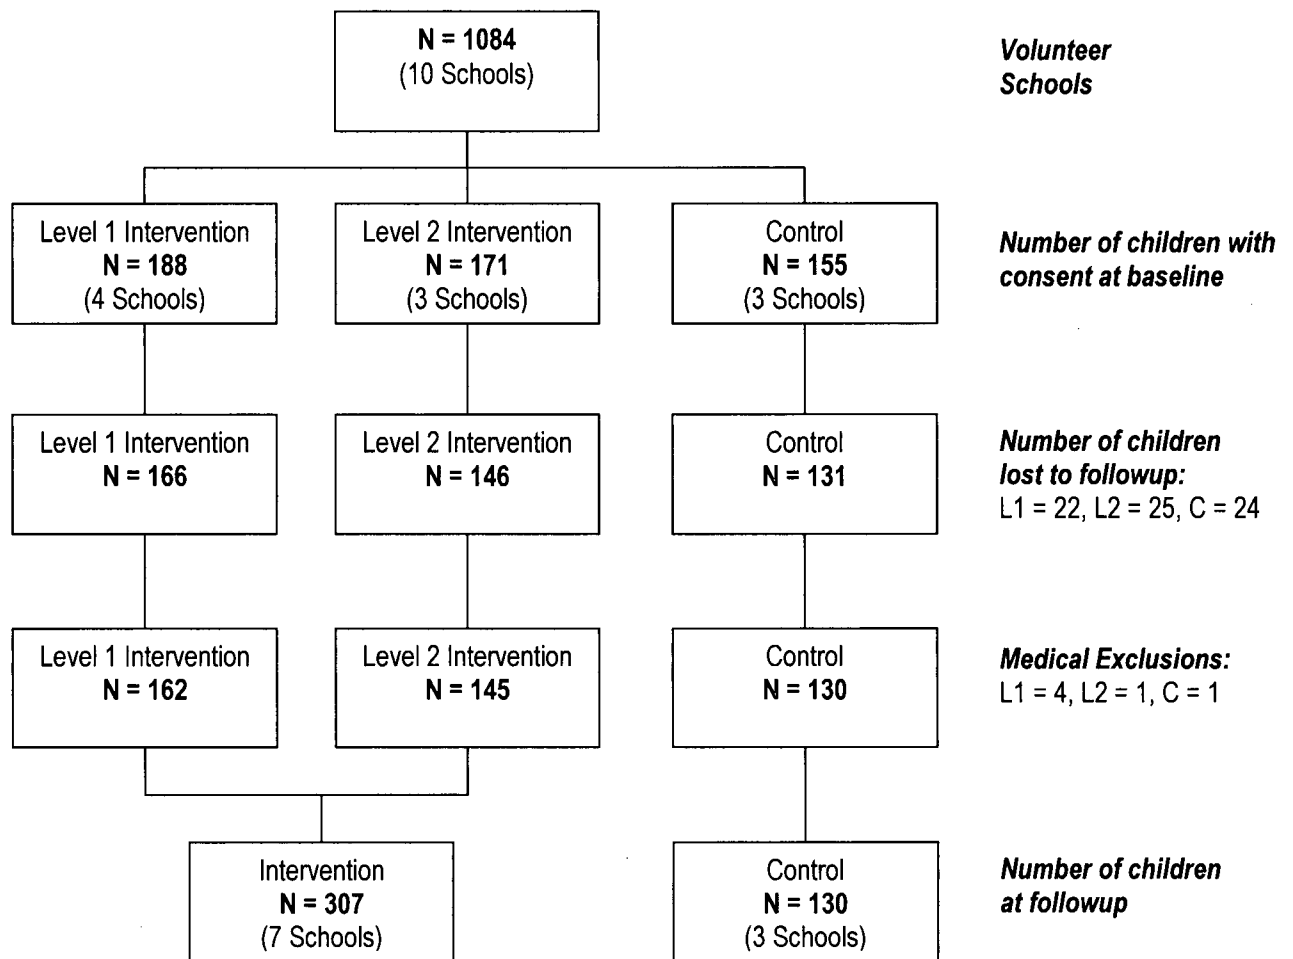 N = 1084
(10 Schools)
Volunteer
Schools
Level 1 Intervention
N = 188
(4 Schools)
Level 2 Intervention
N = 171
(3 Schools)
Control
N = 155
(3 Schools)
Number of children with
consent at baseline
Level 1 Intervention
N = 166
Level 2 Intervention
N = 146
Control
N = 131
Number of children
lost to followup:
L1 = 22, L2 = 25, C = 24
Level 1 Intervention
N = 162
Level 2 Intervention
N = 145
Control
N = 130
Medical Exclusions:
L1 = 4, L2 = 1, C = 1
Intervention
N = 307
(7 Schools)
Control
N = 130
(3 Schools)
Number of children
at followup